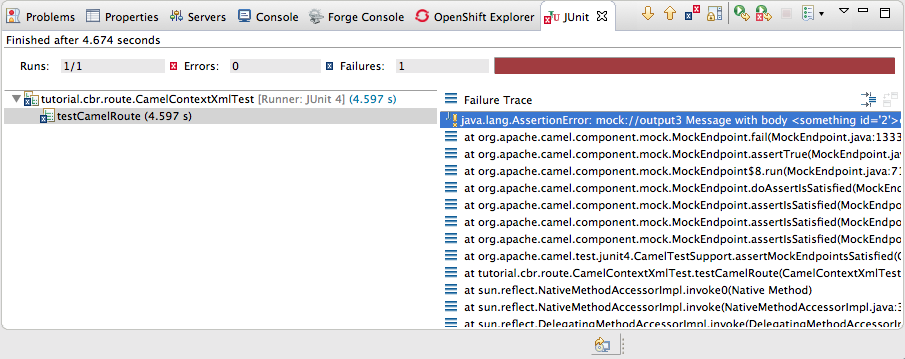 Problems Properties Servers Console Forge Console OpenShift Explorer JUnit
Finished after 4.674 seconds
Runs: 1/1 Errors: 0 Failures: 1
tutorial.cbr.route.CamelContextXmlTest [Runner: JUnit 4] (4.597 s)
testCamelRoute (4.597 s)
Failure Trace
java.lang.AssertionError: mock://output3 Message with body <something id='2'>
at org.apache.camel.component.mock.MockEndpoint.fail(MockEndpoint.java:1333
at org.apache.camel.component.mock.MockEndpoint.assertTrue(MockEndpoint.jav
at org.apache.camel.component.mock.MockEndpoint$8.run(MockEndpoint.java:71
at org.apache.camel.component.mock.MockEndpoint.doAssertIsSatisfied(MockEnd
at org.apache.camel.component.mock.MockEndpoint.assertIsSatisfied(MockEndpo
at org.apache.camel.component.mock.MockEndpoint.assertIsSatisfied(MockEndpo
at org.apache.camel.component.mock.MockEndpoint.assertIsSatisfied(MockEndpo
at org.apache.camel.test.junit4.CamelTestSupport.assertMockEndpointsSatisfied(C
at tutorial.cbr.route.CamelContextXmlTest.testCamelRoute(CamelContextXmlTest
at sun.reflect.NativeMethodAccessorImpl.invoke0(Native Method)
at sun.reflect.NativeMethodAccessorImpl.invoke(NativeMethodAccessorImpl.java:3
at sun.reflect.DelegatingMethodAccessorImpl.invoke(DelegatingMethodAccessorImpl